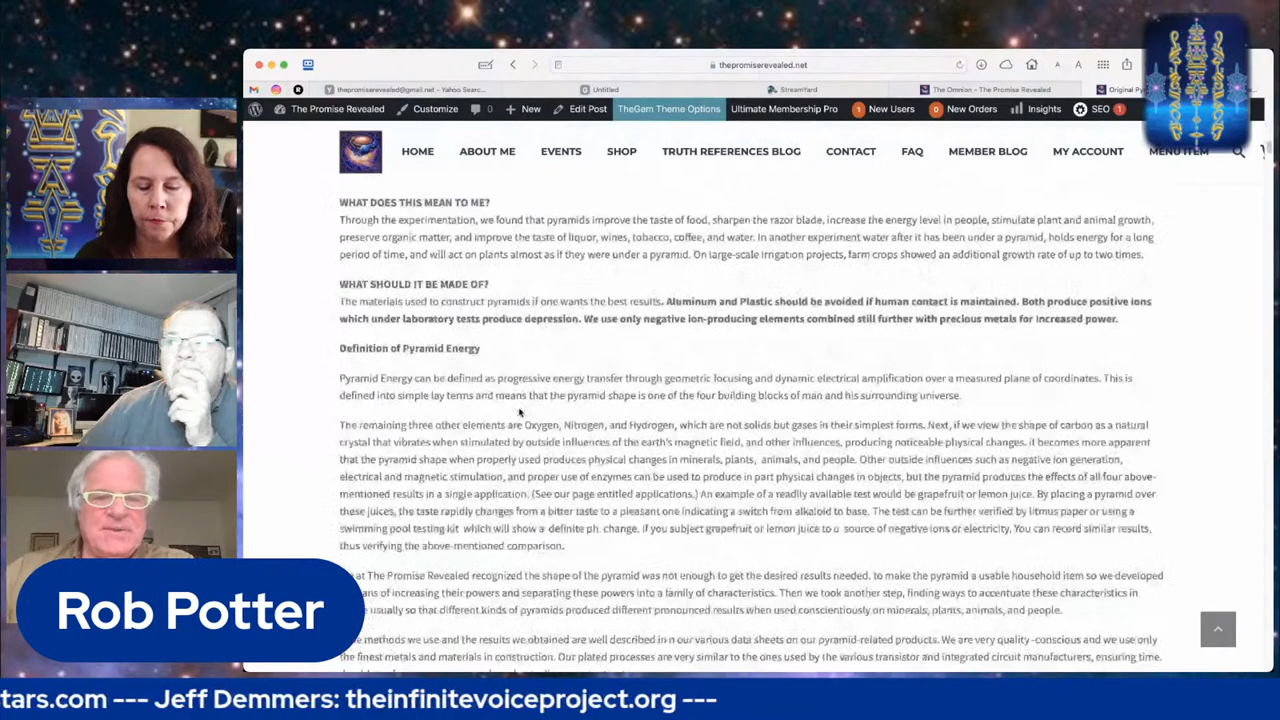 thepromiserevealed.net
thepromiserevealed@gmail.net - Yahoo Searc...
Untitled
StreamYard
The Omnion - The Promise Revealed
Original Py
The Promise Revealed
Customize
0
New
Edit Post
TheGem Theme Options
Ultimate Membership Pro
1 New Users
0 New Orders
Insights
SEO 1
HOME
ABOUT ME
EVENTS
SHOP
TRUTH REFERENCES BLOG
CONTACT
FAQ
MEMBER BLOG
MY ACCOUNT
MENU ITEM
WHAT DOES THIS MEAN TO ME?
Through the experimentation, we found that pyramids improve the taste of food, sharpen the razor blade, increase the energy level in people, stimulate plant and animal growth,
preserve organic matter, and improve the taste of liquor, wines, tobacco, coffee, and water. In another experiment water after it has been under a pyramid, holds energy for a long
period of time, and will act on plants almost as if they were under a pyramid. On large-scale irrigation projects, farm crops showed an additional growth rate of up to two times.
WHAT SHOULD IT BE MADE OF?
The materials used to construct pyramids if one wants the best results. Aluminum and Plastic should be avoided if human contact is maintained. Both produce positive ions
which under laboratory tests produce depression. We use only negative ion-producing elements combined still further with precious metals for increased power.
Definition of Pyramid Energy
Pyramid Energy can be defined as progressive energy transfer through geometric focusing and dynamic electrical amplification over a measured plane of coordinates. This is
defined into simple lay terms and means that the pyramid shape is one of the four building blocks of man and his surrounding universe.
The remaining three other elements are Oxygen, Nitrogen, and Hydrogen, which are not solids but gases in their simplest forms. Next, if we view the shape of carbon as a natural
crystal that vibrates when stimulated by outside influences of the earth's magnetic field, and other influences, producing noticeable physical changes. it becomes more apparent
that the pyramid shape when properly used produces physical changes in minerals, plants, animals, and people. Other outside influences such as negative ion generation,
electrical and magnetic stimulation, and proper use of enzymes can be used to produce in part physical changes in objects, but the pyramid produces the effects of all four above-
mentioned results in a single application. (See our page entitled applications.) An example of a readily available test would be grapefruit or lemon juice. By placing a pyramid over
these juices, the taste rapidly changes from a bitter taste to a pleasant one indicating a switch from alkaloid to base. The test can be further verified by litmus paper or using a
swimming pool testing kit which will show a definite ph. change. if you subject grapefruit or lemon juice to a source of negative ions or electricity, You can record similar results,
thus verifying the above-mentioned comparison.
at The Promise Revealed recognized the shape of the pyramid was not enough to get the desired results needed. to make the pyramid a usable household item so we developed
ans of increasing their powers and separating these powers into a family of characteristics. Then we took another step, finding ways to accentuate these characteristics in
usually so that different kinds of pyramids produced different pronounced results when used conscientiously on minerals, plants, animals, and people.
methods we use and the results we obtained are well described in our various data sheets on our pyramid-related products. We are very quality-conscious and we use only
the finest metals and materials in construction. Our plated processes are very similar to the ones used by the various transistor and integrated circuit manufacturers, ensuring time.
Rob Potter
tars.com --- Jeff Demmers: theinfinitevoiceproject.org ---